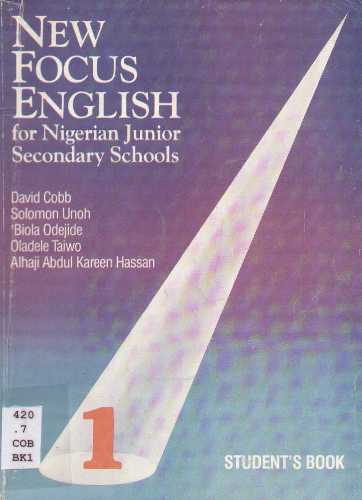 NEW
FOCUS
ENGLISH
for Nigerian Junior
Secondary Schools
David Cobb
Solomon Unoh
'Biola Odejide
Oladele Taiwo
Alhaji Abdul Kareen Hassan
420
.7
COB
BK1
1
STUDENT'S BOOK